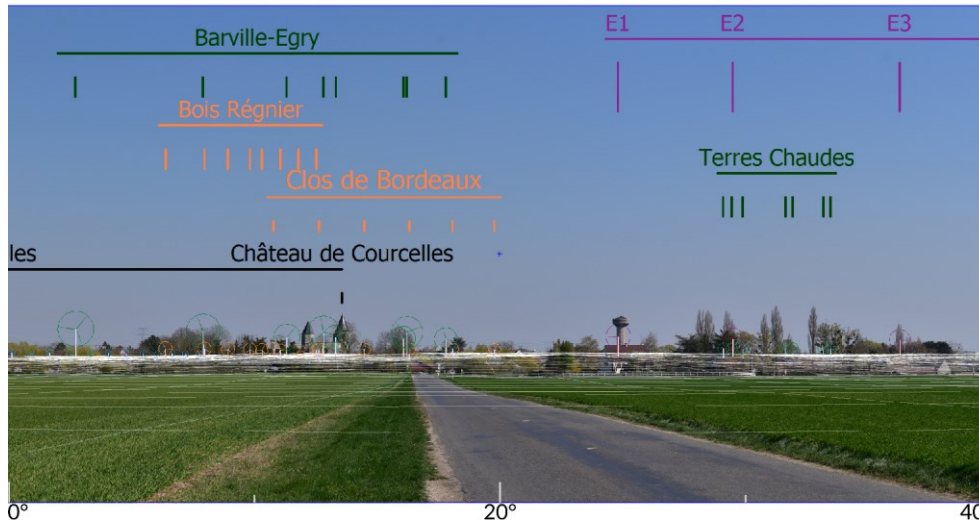 E1 E2 E3
Barville-Egry
Bois Régnier
Terres Chaudes
Clos de Bordeaux
les Château de Courcelles
0° 20° 40